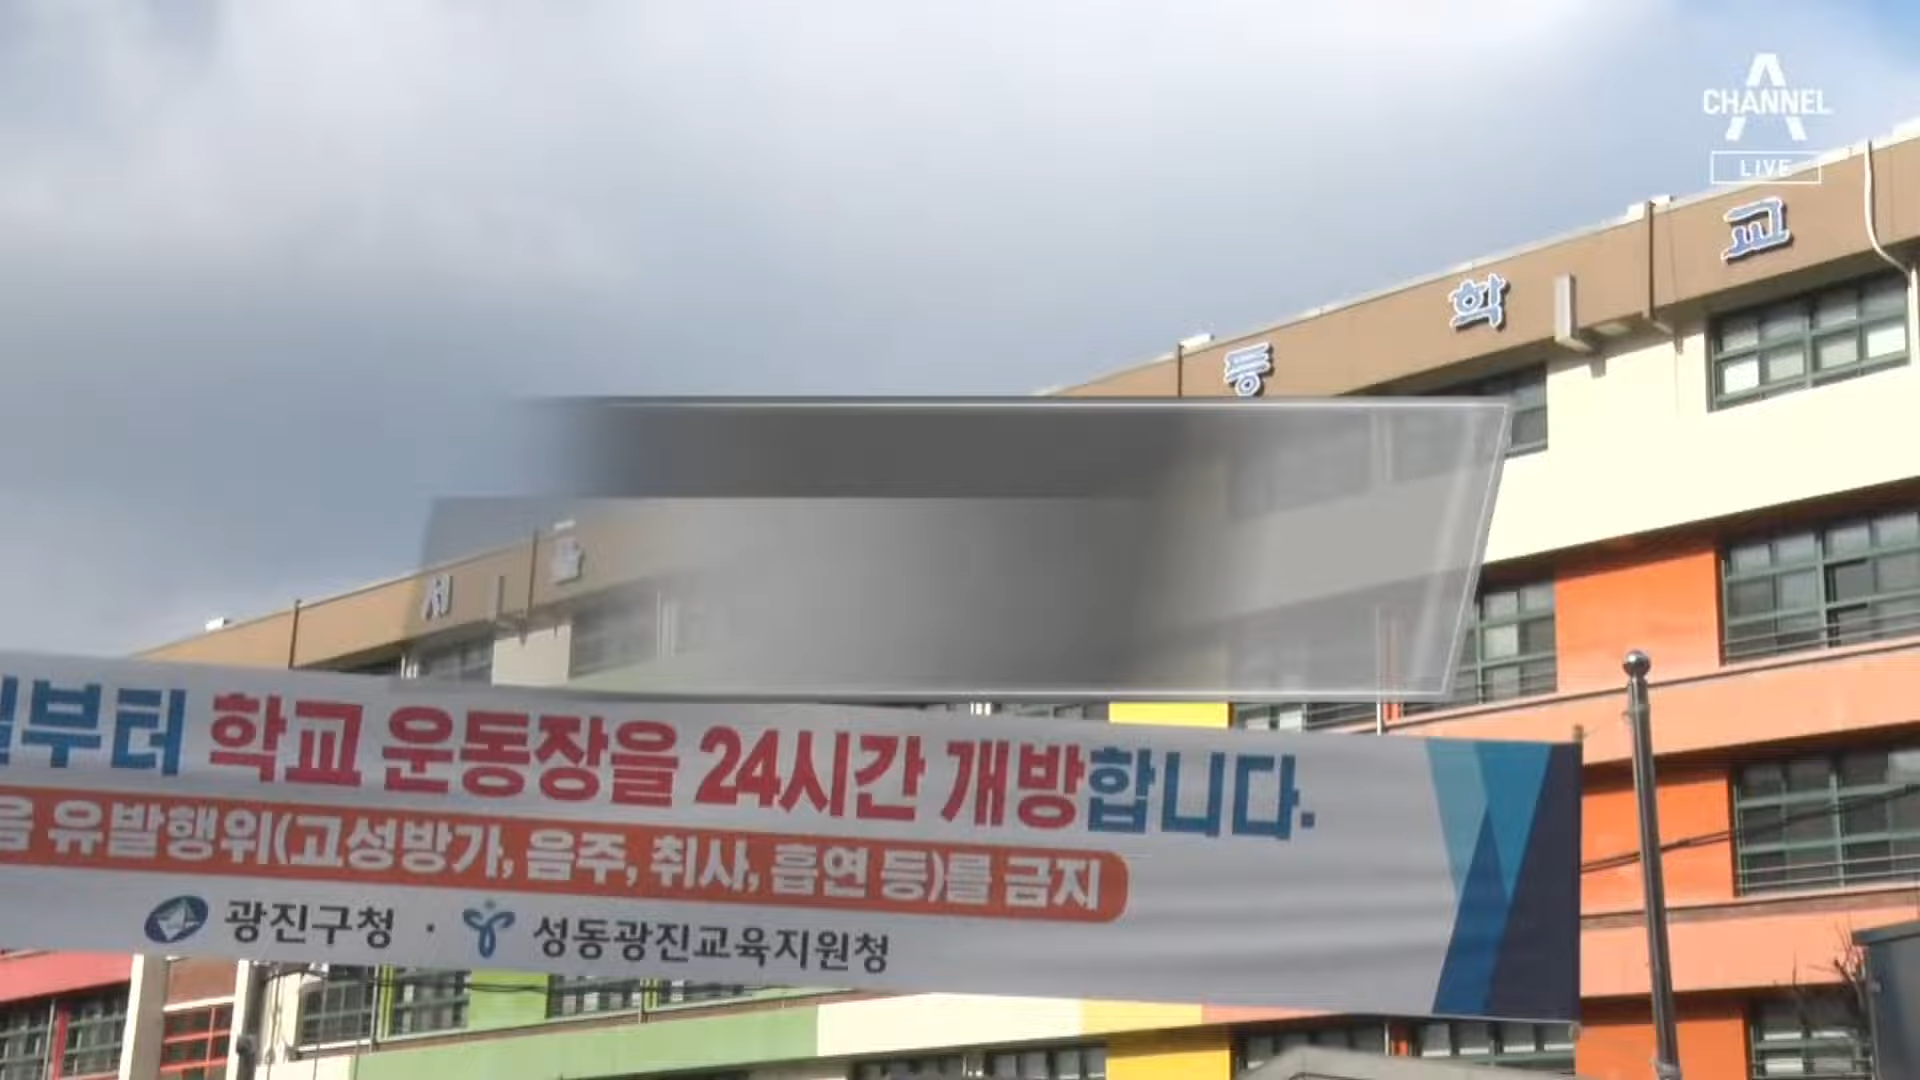 CHANNEL A
LIVE
등 학 교
서 울
부터 학교 운동장을 24시간 개방합니다.
유발행위(고성방가, 음주, 취사, 흡연 등)를 금지
광진구청 · 성동광진교육지원청